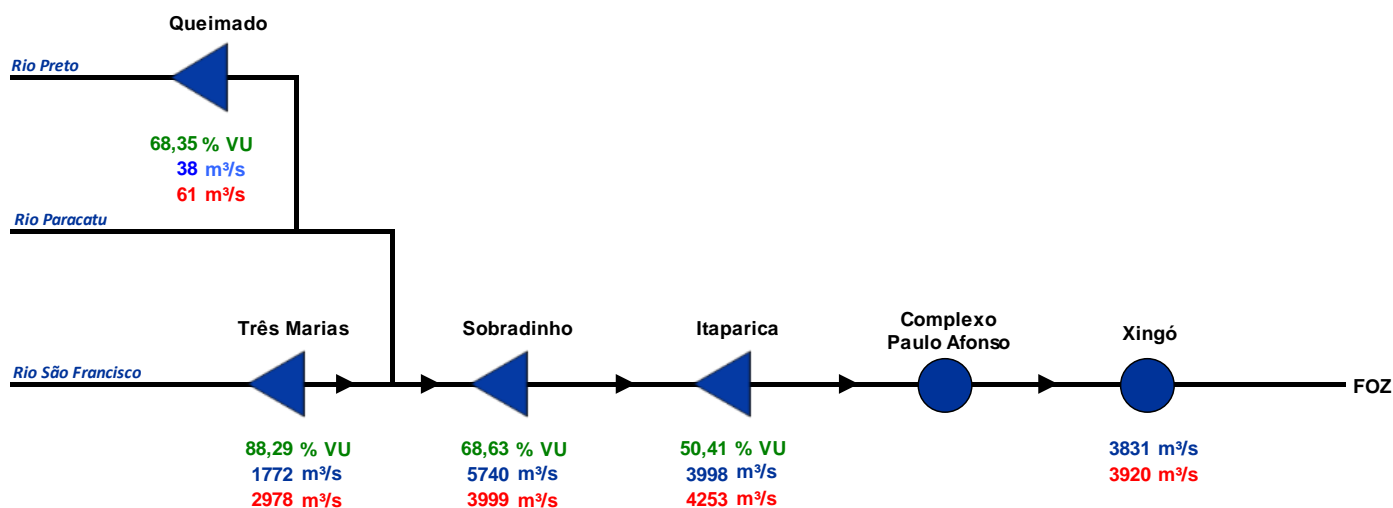 Queimado
Rio Preto
68,35 % VU
38 m³/s
61 m³/s
Rio Paracatu
Três Marias
Sobradinho
Itaparica
Complexo
Paulo Afonso
Xingó
Rio São Francisco
FOZ
88,29 % VU
1772 m³/s
2978 m³/s
68,63 % VU
5740 m³/s
3999 m³/s
50,41 % VU
3998 m³/s
4253 m³/s
3831 m³/s
3920 m³/s